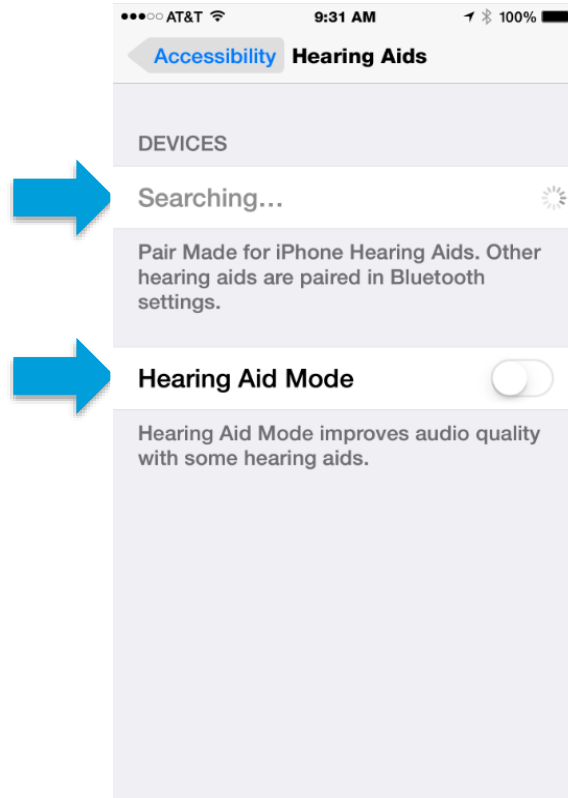 AT&T 9:31 AM 100%
Accessibility Hearing Aids
DEVICES
Searching...
Pair Made for iPhone Hearing Aids. Other
hearing aids are paired in Bluetooth
settings.
Hearing Aid Mode
Hearing Aid Mode improves audio quality
with some hearing aids.